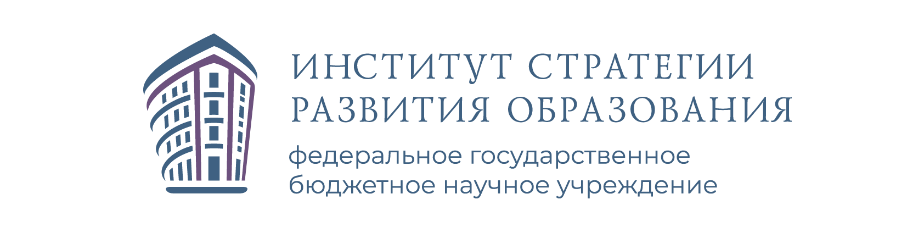 ИНСТИТУТ СТРАТЕГИИ
РАЗВИТИЯ ОБРАЗОВАНИЯ
федеральное государственное
бюджетное научное учреждение